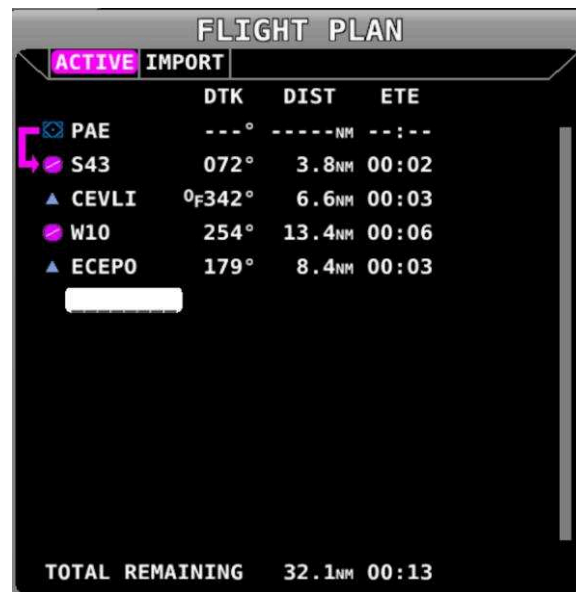 FLIGHT PLAN
ACTIVE IMPORT
DTK DIST ETE
PAE ---° -----NM --:--
S43 072° 3.8NM 00:02
CEVLI OF342° 6.6NM 00:03
W10 254° 13.4NM 00:06
ECEPO 179° 8.4NM 00:03
________
TOTAL REMAINING 32.1NM 00:13